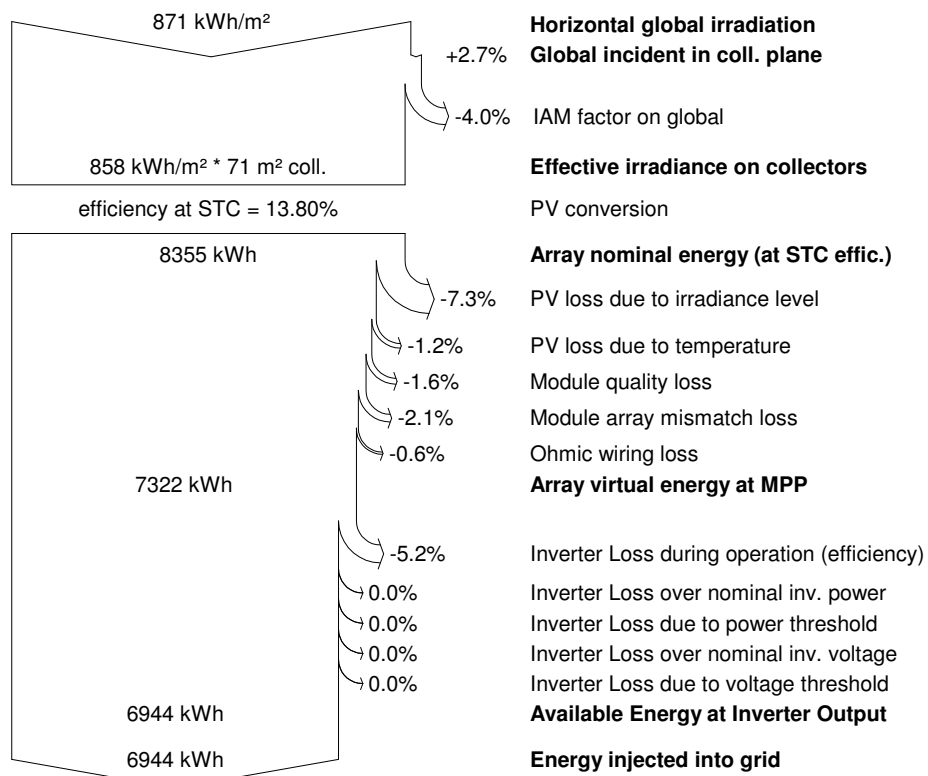 871 kWh/m² Horizontal global irradiation
+2.7% Global incident in coll. plane
-4.0% IAM factor on global
858 kWh/m² * 71 m² coll. Effective irradiance on collectors
efficiency at STC = 13.80% PV conversion
8355 kWh Array nominal energy (at STC effic.)
-7.3% PV loss due to irradiance level
-1.2% PV loss due to temperature
-1.6% Module quality loss
-2.1% Module array mismatch loss
-0.6% Ohmic wiring loss
7322 kWh Array virtual energy at MPP
-5.2% Inverter Loss during operation (efficiency)
0.0% Inverter Loss over nominal inv. power
0.0% Inverter Loss due to power threshold
0.0% Inverter Loss over nominal inv. voltage
0.0% Inverter Loss due to voltage threshold
6944 kWh Available Energy at Inverter Output
6944 kWh Energy injected into grid